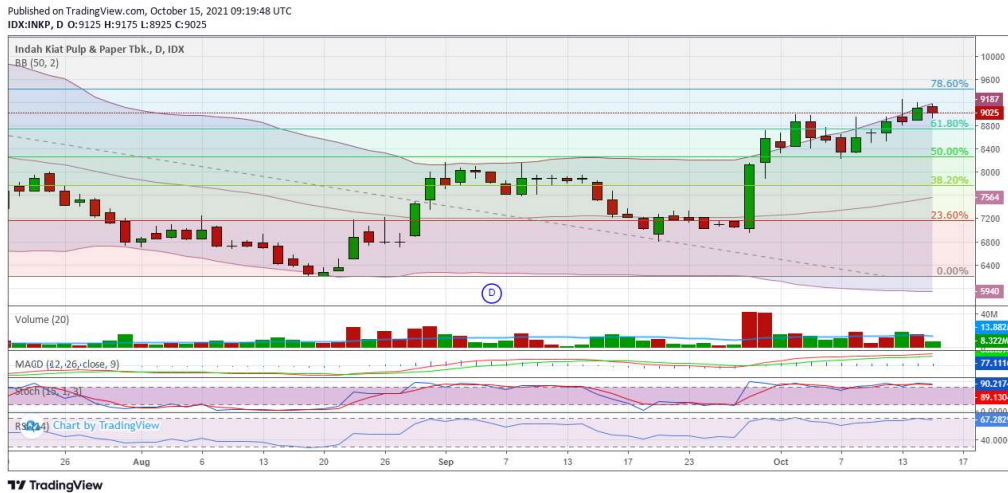 Published on TradingView.com, October 15, 2021 09:19:48 UTC
IDX:INKP, D O:9125 H:9175 L:8925 C:9025
Indah Kiat Pulp & Paper Tbk., D, IDX
BB (50, 2)
10000
9600
78.60%
9187
9025
61.80%
8800
8400
50.00%
8000
38.20%
7564
23.60%
7200
6800
6400
0.00%
5940
D
Volume (20)
40M
13.882
8.322M
MACD (12, 26, close, 9)
77.111
Stoch (15, 1, 3)
90.217
89.130
0.0000
RSI (14)
Chart by TradingView
67.282
40.000
26
Aug
6
13
20
26
Sep
7
13
17
23
Oct
7
13
17
TradingView